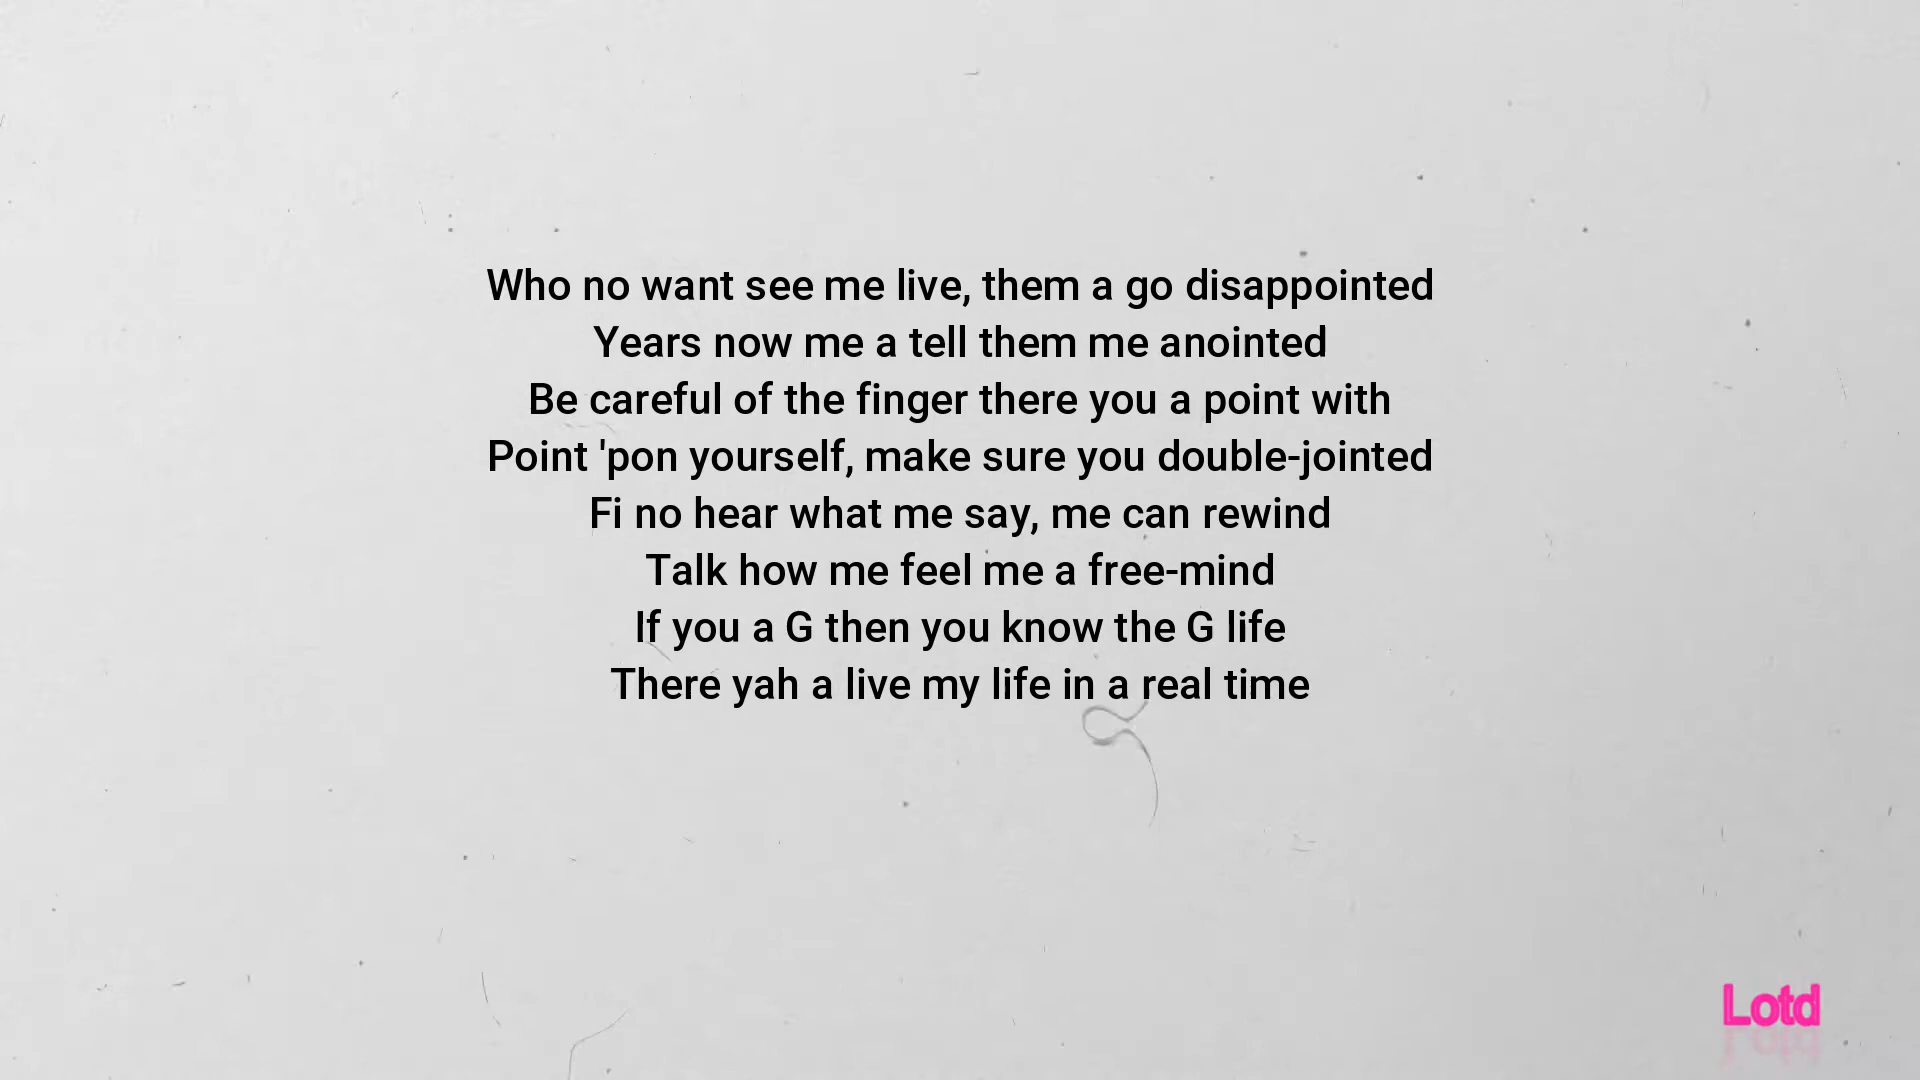 Who no want see me live, them a go disappointed
Years now me a tell them me anointed
Be careful of the finger there you a point with
Point 'pon yourself, make sure you double-jointed
Fi no hear what me say, me can rewind
Talk how me feel me a free-mind
If you a G then you know the G life
There yah a live my life in a real time
Lotd